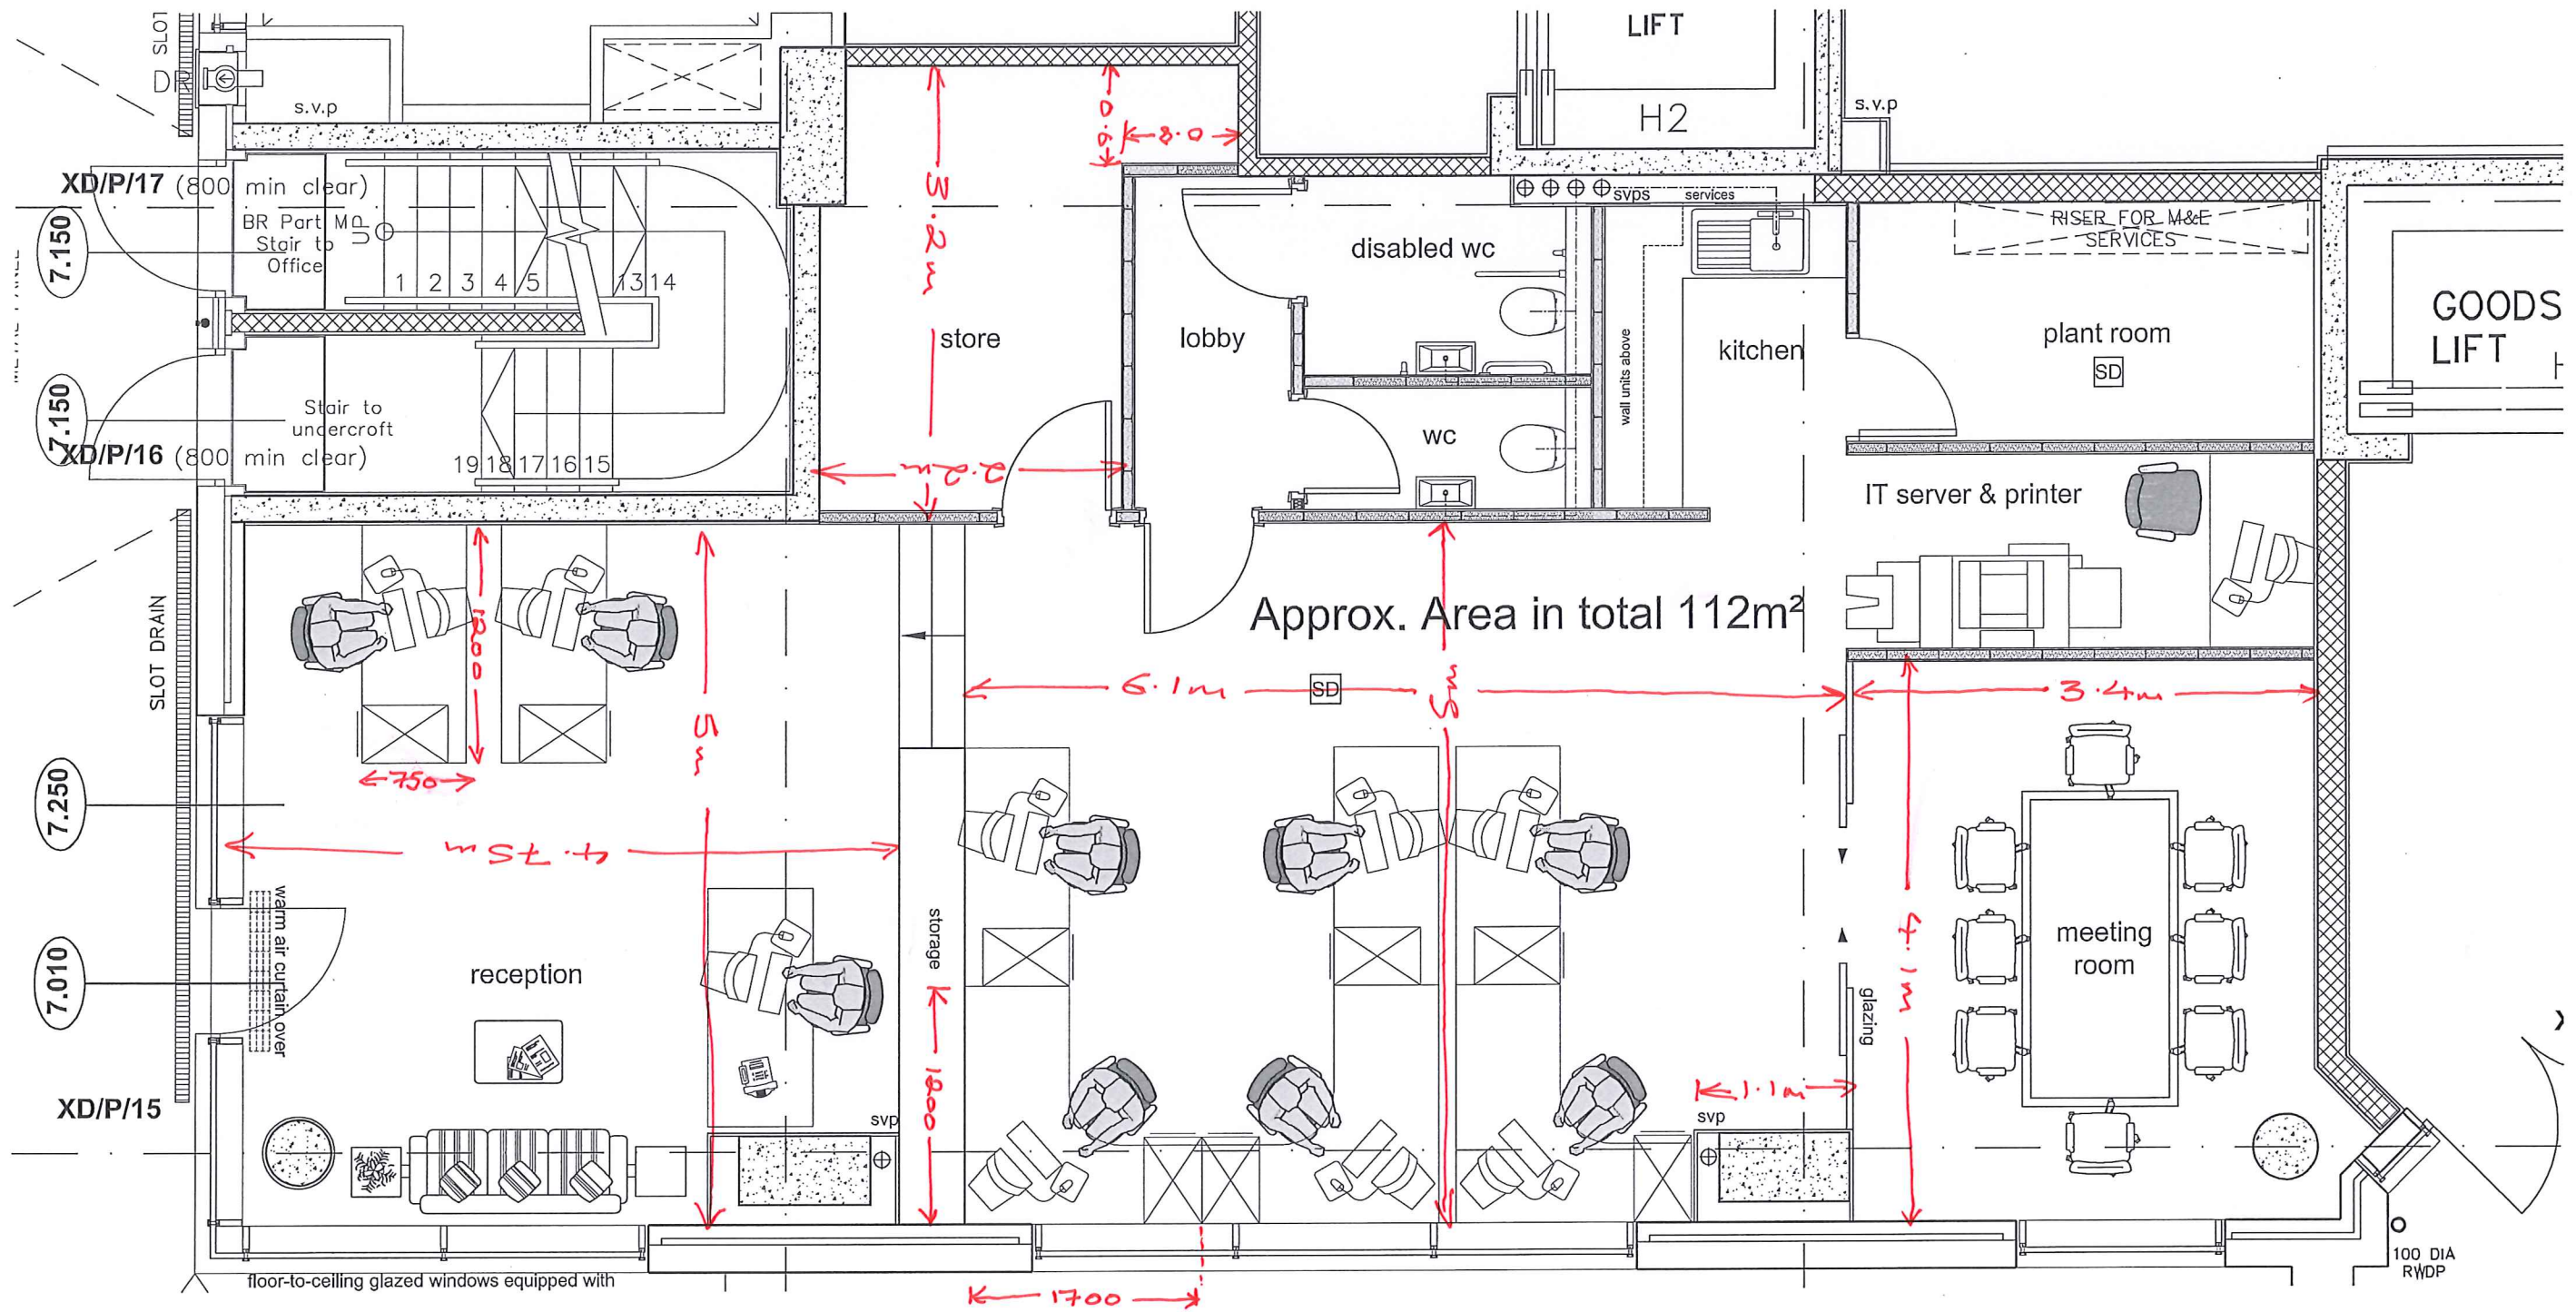 SLOT
DR
s.v.p
LIFT
H2
s.v.p
0.6
0.8
XD/P/17 (800 min clear)
7.150
BR Part M
Stair to
Office
UP
1 2 3 4 5 13 14
3.2m
store
lobby
disabled wc
svps
services
kitchen
wall units above
RISER FOR M&E
SERVICES
plant room
SD
GOODS
LIFT
7.150
Stair to
undercroft
XD/P/16 (800 min clear)
19 18 17 16 15
2.2m
wc
IT server & printer
SLOT DRAIN
1200
5m
Approx. Area in total 112m²
6.1m
SD
5m
3.4m
750
7.250
4.75m
7.010
warm air curtain over
reception
storage
1800
4.1m
meeting
room
glazing
1.1m
XD/P/15
svp
svp
floor-to-ceiling glazed windows equipped with
1700
100 DIA
RWDP